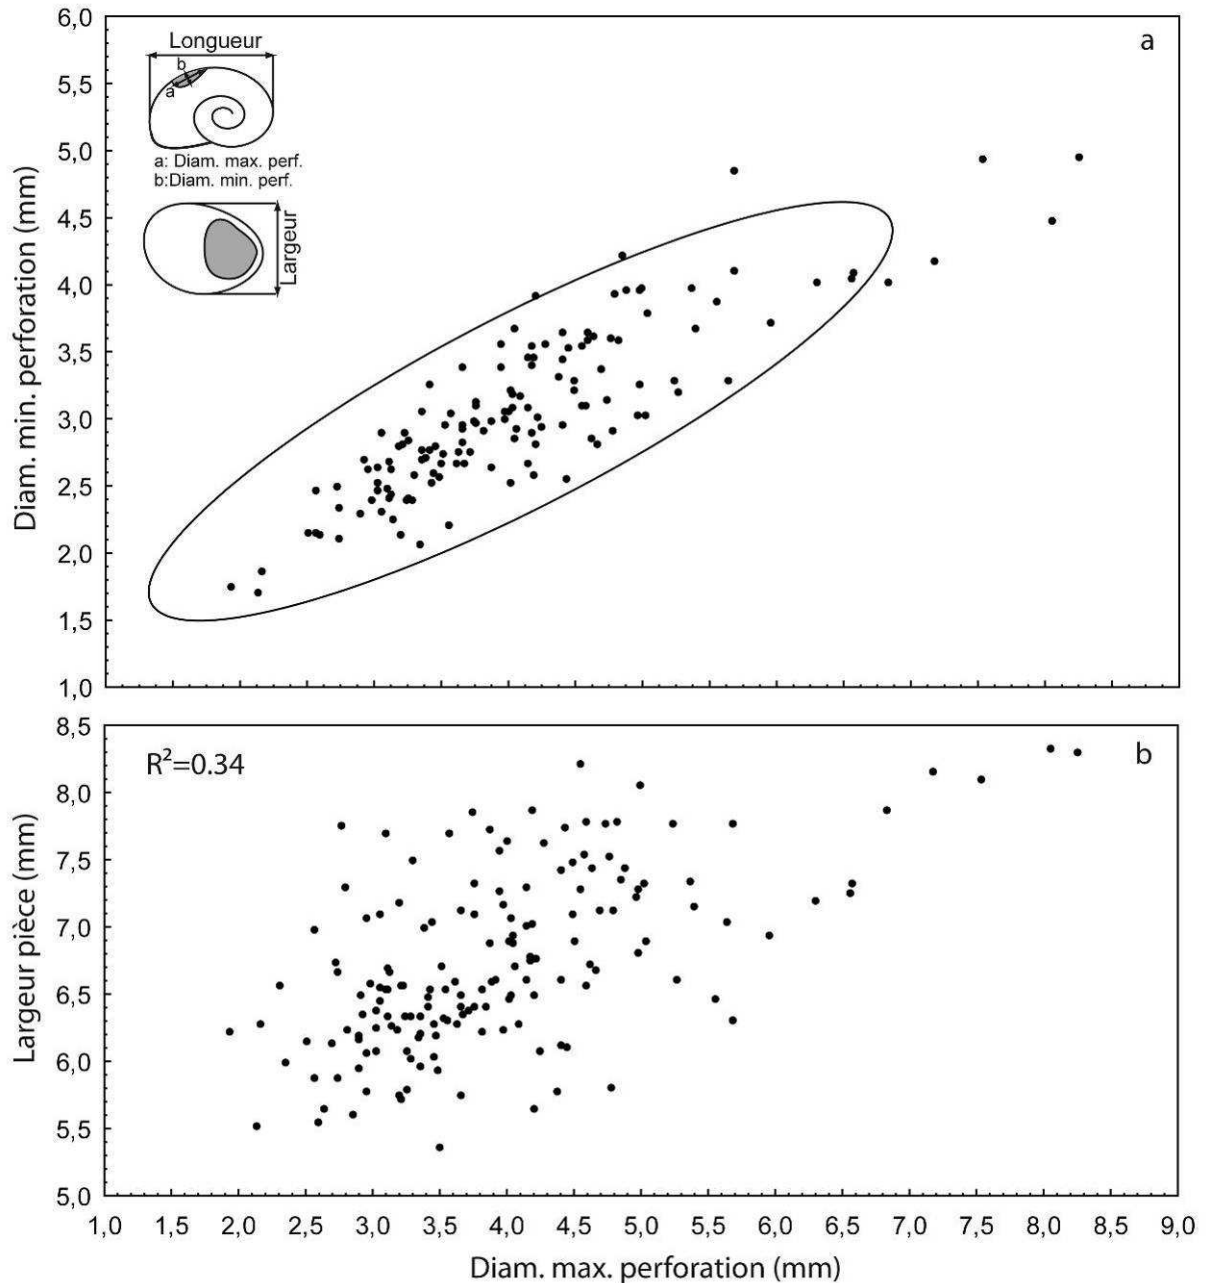 6,0
5,5
5,0
4,5
4,0
3,5
3,0
2,5
2,0
1,5
1,0
Diam. min. perforation (mm)
a
Longueur
b
a
a: Diam. max. perf.
b:Diam. min. perf.
Largeur
8,5
8,0
7,5
7,0
6,5
6,0
5,5
5,0
Largeur pièce (mm)
R²=0.34
b
1,0 2,0 2,5 3,0 3,5 4,0 4,5 5,0 5,5 6,0 6,5 7,0 7,5 8,0 8,5 9,0
Diam. max. perforation (mm)